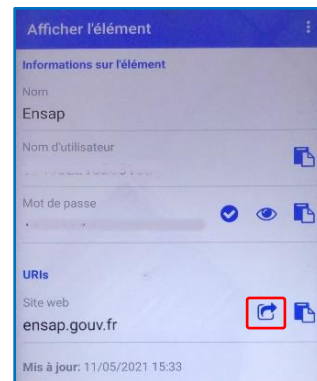 Afficher l'élément
Informations sur l'élément
Nom
Ensap
Nom d'utilisateur
Mot de passe
URIs
Site web
ensap.gouv.fr
Mis à jour: 11/05/2021 15:33